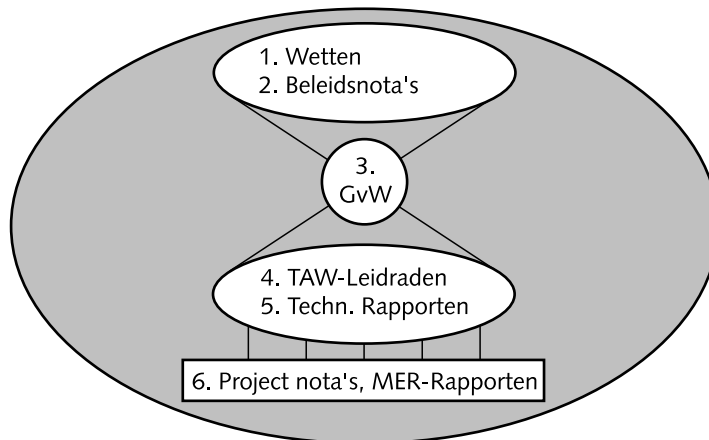 1. Wetten
2. Beleidsnota's
3.
GvW
4. TAW-Leidraden
5. Techn. Rapporten
6. Project nota's, MER-Rapporten